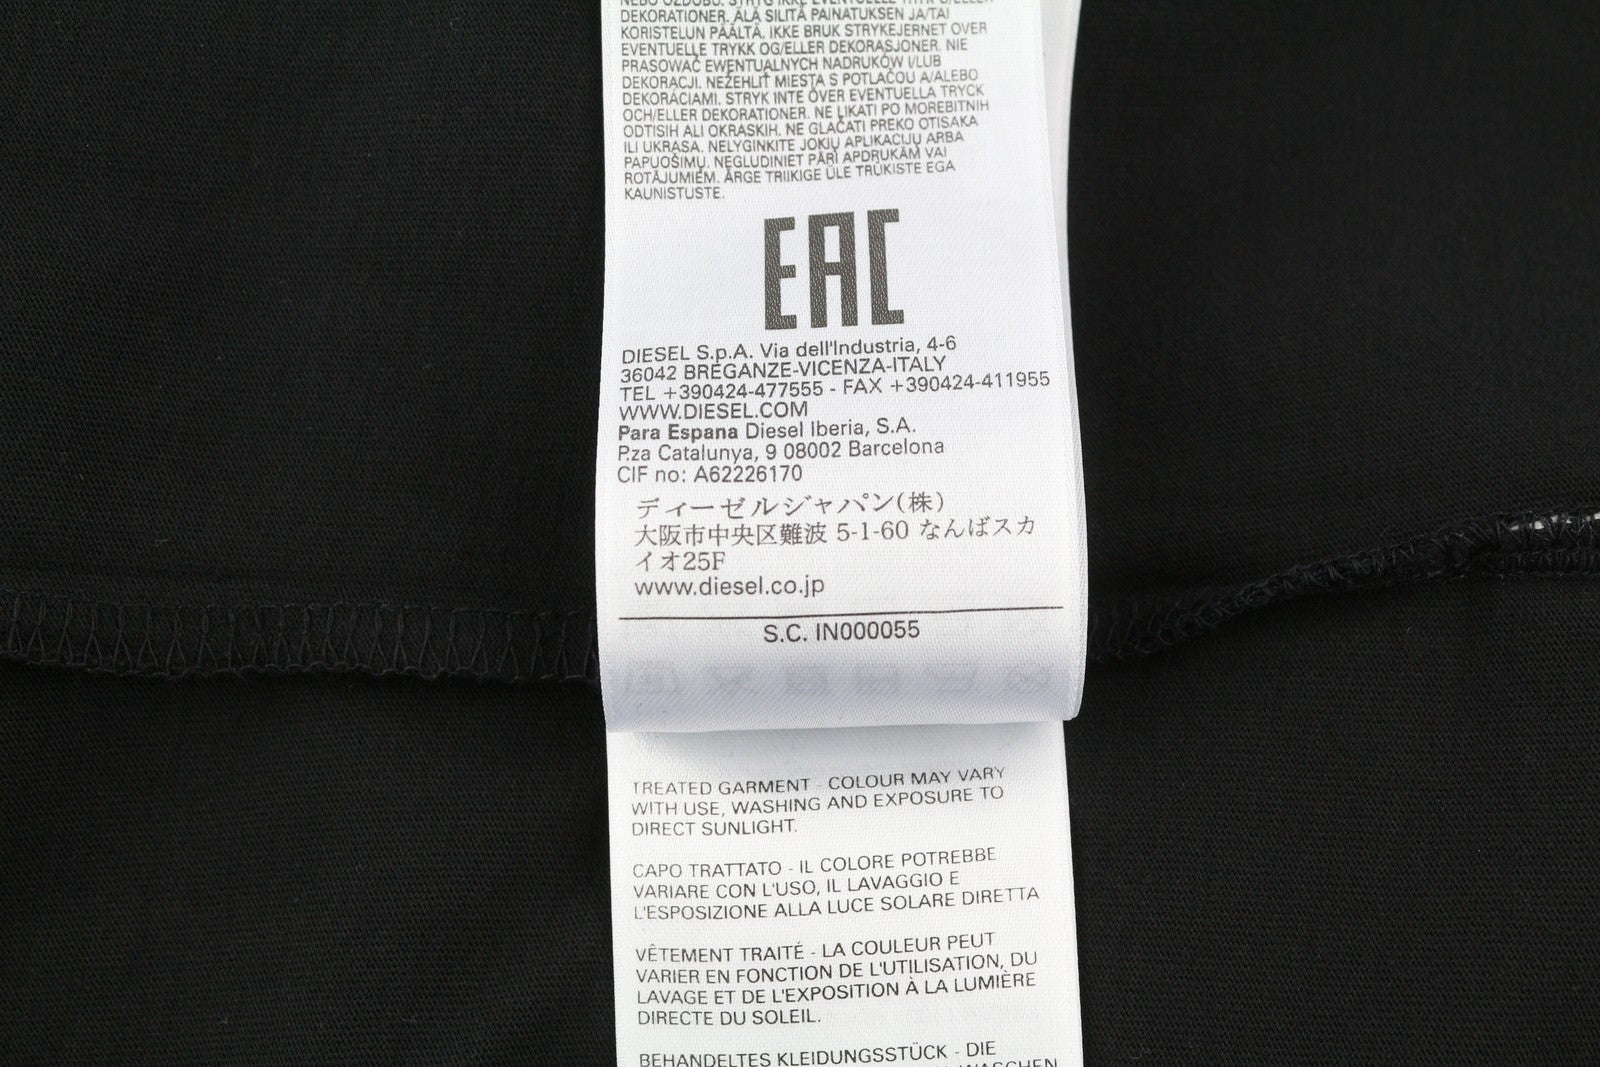 DEKORATIONER. ÄLÄ SILITÄ PAINATUKSEN JA/TAI
KORISTELUN PÄÄLTÄ. IKKE BRUK STRYKEJERNET OVER
EVENTUELLE TRYKK OG/ELLER DEKORASJONER. NIE
PRASOWAĆ EWENTUALNYCH NADRUKÓW I/LUB
DEKORACJI. NEŽEHLIŤ MIESTA S POTLAČOU A/ALEBO
DEKORÁCIAMI. STRYK INTE ÖVER EVENTUELLA TRYCK
OCH/ELLER DEKORATIONER. NE LIKATI PO MOREBITNIH
ODTISIH ALI OKRASKIH. NE GLAČATI PREKO OTISAKA
ILI UKRASA. NELYGINKITE JOKIŲ APLIKACIJŲ ARBA
PAPUOŠIMŲ. NEGLUDINIET PĀRI APDRUKĀM VAI
ROTĀJUMIEM. ÄRGE TRIIKIGE ÜLE TRÜKISTE EGA
KAUNISTUSTE.
EAC
DIESEL S.p.A. Via dell'Industria, 4-6
36042 BREGANZE-VICENZA-ITALY
TEL +390424-477555 - FAX +390424-411955
WWW.DIESEL.COM
Para Espana Diesel Iberia, S.A.
P.za Catalunya, 9 08002 Barcelona
CIF no: A62226170
ディーゼルジャパン(株)
大阪市中央区難波 5-1-60 なんばスカ
イオ25F
www.diesel.co.jp
S.C. IN000055
TREATED GARMENT - COLOUR MAY VARY
WITH USE, WASHING AND EXPOSURE TO
DIRECT SUNLIGHT.
CAPO TRATTATO - IL COLORE POTREBBE
VARIARE CON L'USO, IL LAVAGGIO E
L'ESPOSIZIONE ALLA LUCE SOLARE DIRETTA
VÊTEMENT TRAITÉ - LA COULEUR PEUT
VARIER EN FONCTION DE L'UTILISATION, DU
LAVAGE ET DE L'EXPOSITION À LA LUMIÈRE
DIRECTE DU SOLEIL.
BEHANDELTES KLEIDUNGSSTÜCK - DIE
WASCHEN